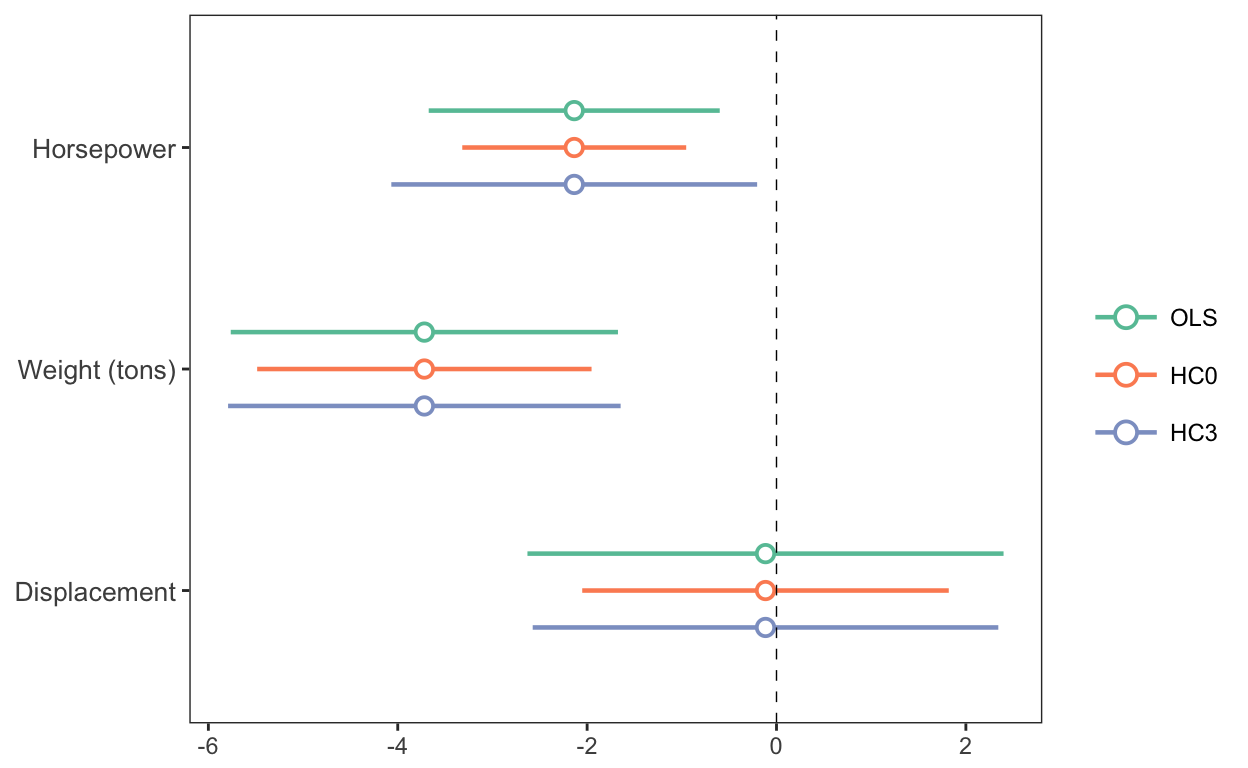 Horsepower
Weight (tons)
Displacement
-6
-4
-2
0
2
OLS
HC0
HC3